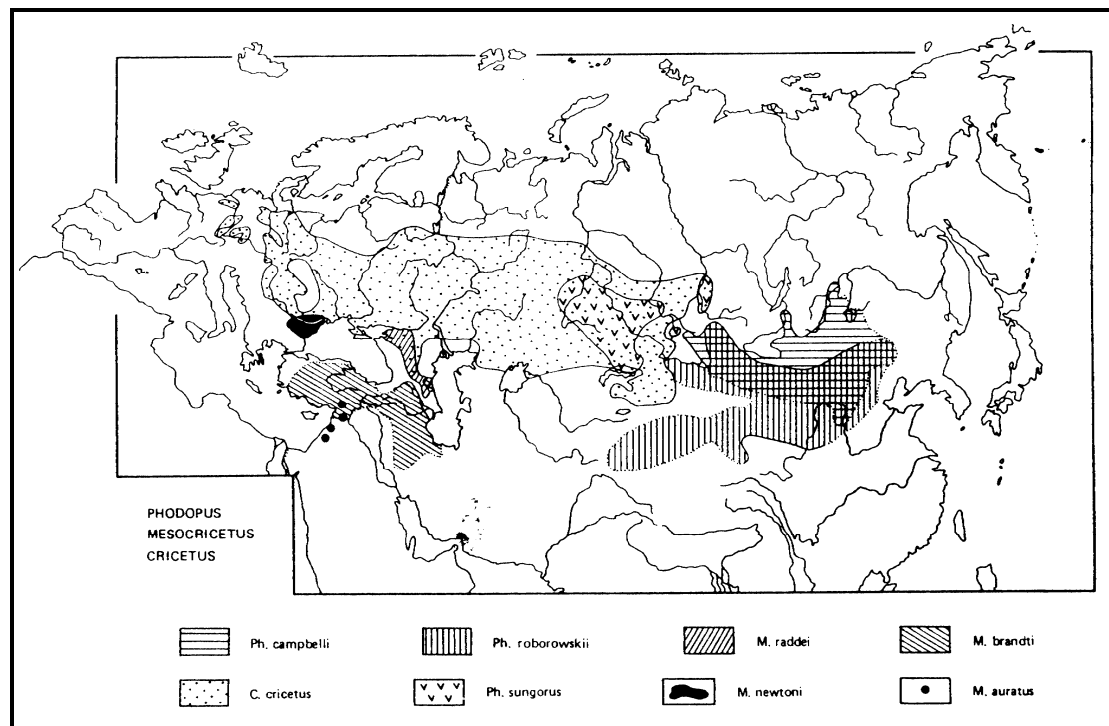 PHODOPUS
MESOCRICETUS
CRICETUS
Ph. campbelli
Ph. roborowskii
M. raddei
M. brandti
C. cricetus
Ph. sungorus
M. newtoni
M. auratus